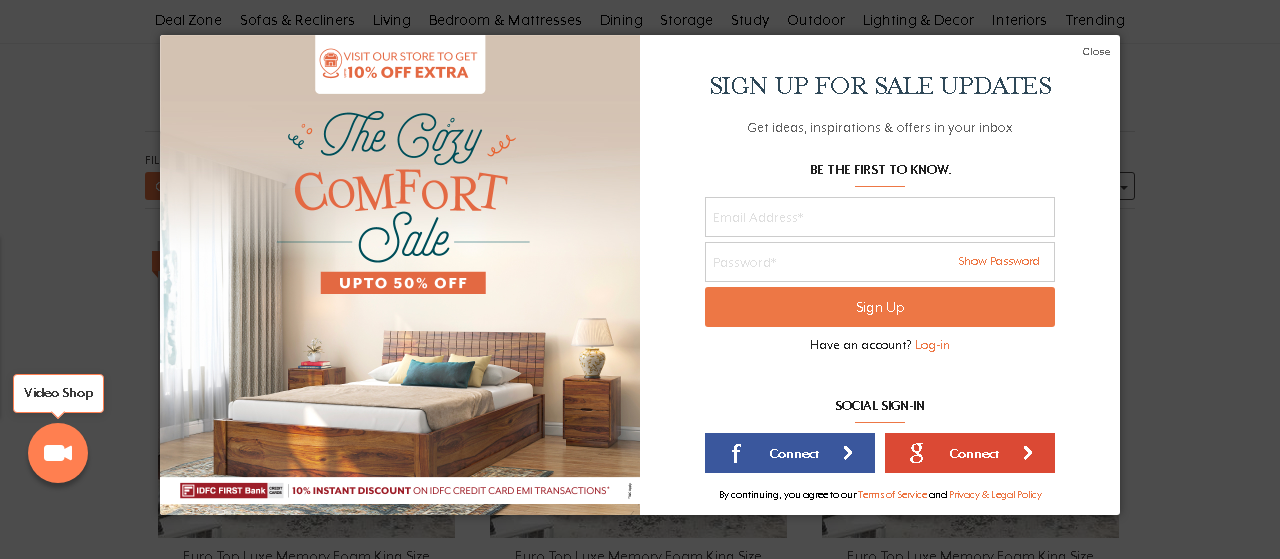 Deal Zone Sofas & Recliners Living Bedroom & Mattresses Dining Storage Study Outdoor Lighting & Decor Interiors Trending
VISIT OUR STORE TO GET
10% OFF EXTRA
The Cozy
COMFORT
Sale
UPTO 50% OFF
IDFC FIRST Bank CREDIT CARDS 10% INSTANT DISCOUNT ON IDFC CREDIT CARD EMI TRANSACTIONS*
Close
SIGN UP FOR SALE UPDATES
Get ideas, inspirations & offers in your inbox
BE THE FIRST TO KNOW.
Email Address*
Password* Show Password
Sign Up
Have an account? Log-in
SOCIAL SIGN-IN
f Connect g Connect
By continuing, you agree to our Terms of Service and Privacy & Legal Policy
FIL
Video Shop
Euro Top Luxe Memory Foam King Size Euro Top Luxe Memory Foam King Size Euro Top Luxe Memory Foam King Size